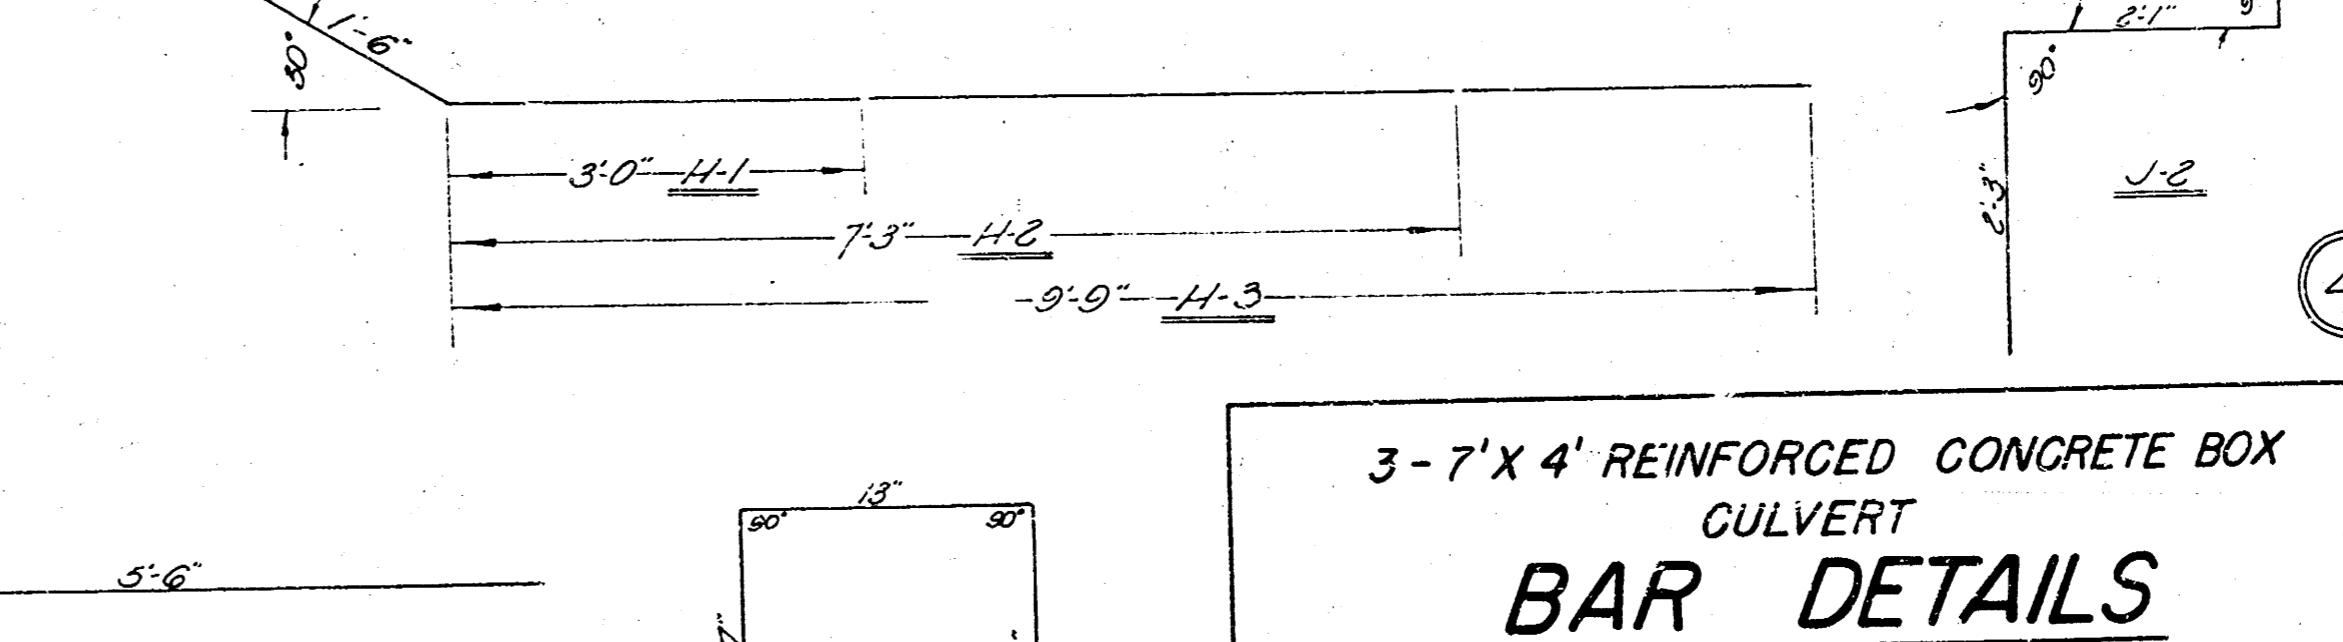 1'-6"
30°
2'-1"
90°
3'-0" H-1
2'-3"
J-2
7'-3" H-2
9'-9" H-3
3 - 7' X 4' REINFORCED CONCRETE BOX
CULVERT
BAR DETAILS
13"
90° 90°
5'-6"